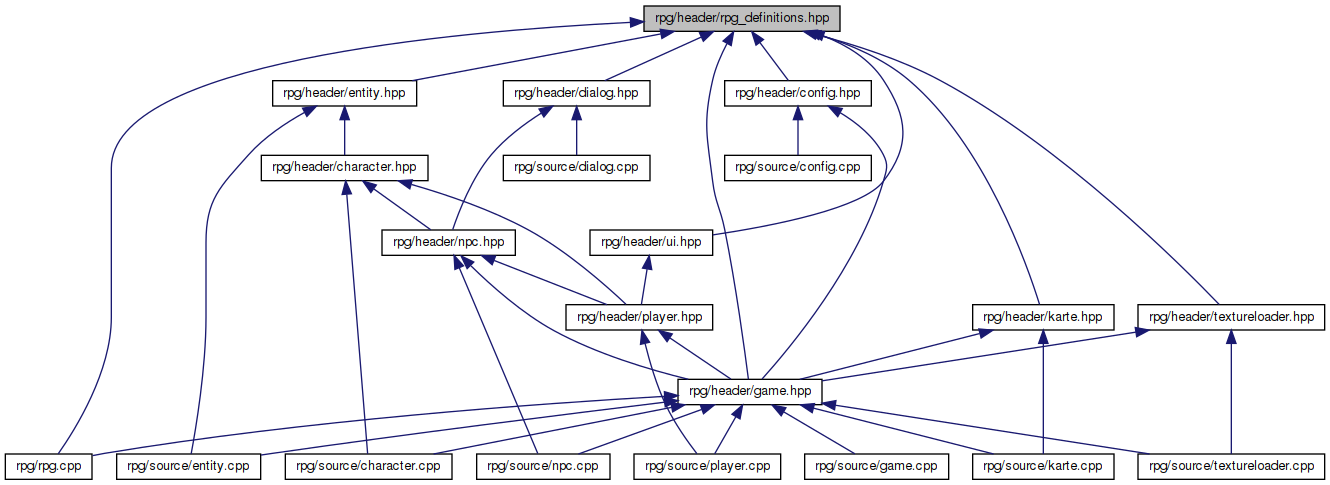 rpg/header/rpg_definitions.hpp
rpg/header/entity.hpp
rpg/header/dialog.hpp
rpg/header/config.hpp
rpg/header/character.hpp
rpg/source/dialog.cpp
rpg/source/config.cpp
rpg/header/npc.hpp
rpg/header/ui.hpp
rpg/header/player.hpp
rpg/header/karte.hpp
rpg/header/textureloader.hpp
rpg/header/game.hpp
rpg/rpg.cpp
rpg/source/entity.cpp
rpg/source/character.cpp
rpg/source/npc.cpp
rpg/source/player.cpp
rpg/source/game.cpp
rpg/source/karte.cpp
rpg/source/textureloader.cpp